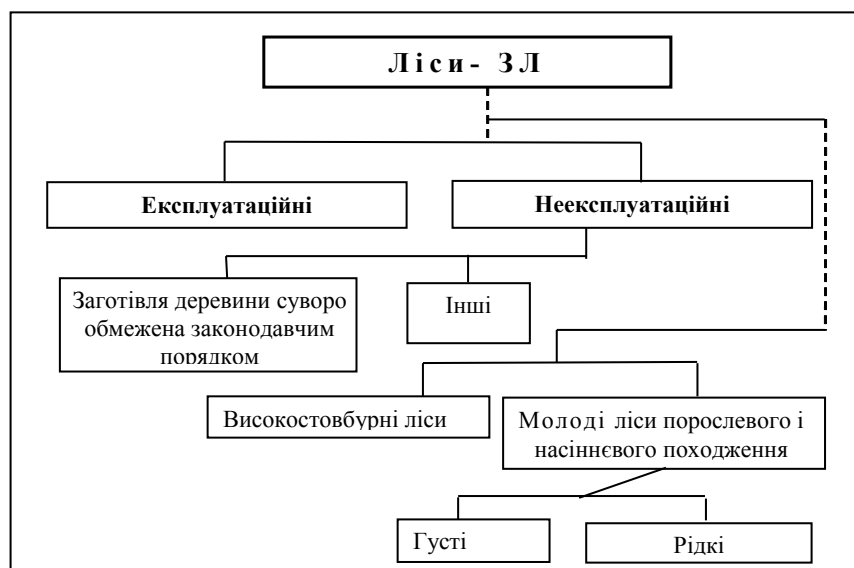 Ліси- ЗЛ
Експлуатаційні
Неексплуатаційні
Заготівля деревини суворо
обмежена законодавчим
порядком
Інші
Високостовбурні ліси
Молоді ліси порослевого і
насіннєвого походження
Густі
Рідкі